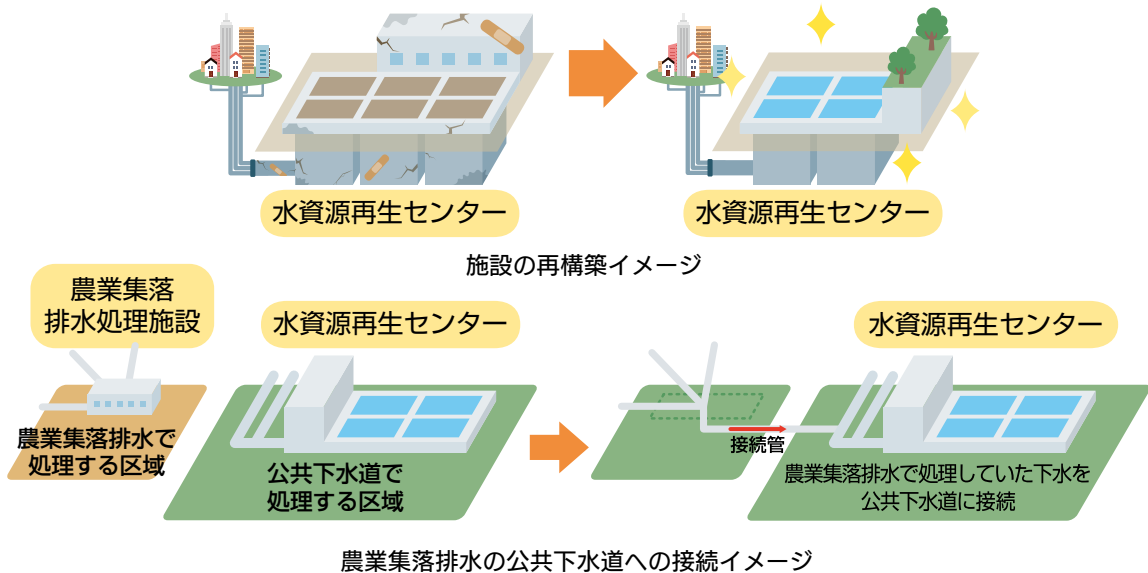 水資源再生センター
水資源再生センター
施設の再構築イメージ
農業集落
排水処理施設
水資源再生センター
水資源再生センター
農業集落排水で
処理する区域
公共下水道で
処理する区域
接続管
農業集落排水で処理していた下水を
公共下水道に接続
農業集落排水の公共下水道への接続イメージ